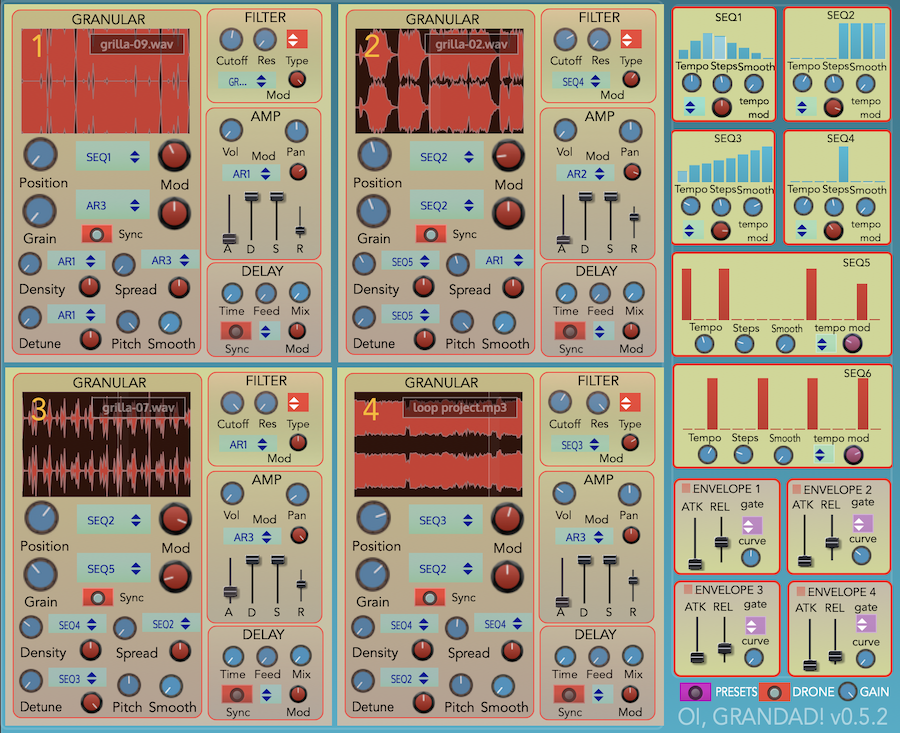 GRANULAR
1
grilla-09.wav
SEQ1
Position
Mod
AR3
Grain
Sync
AR1
AR3
Density
Spread
AR1
Detune
Pitch
Smooth
FILTER
Cutoff
Res
Type
GR...
Mod
AMP
Vol
Mod
Pan
AR1
A
D
S
R
DELAY
Time
Feed
Mix
Sync
Mod
GRANULAR
2
grilla-02.wav
SEQ2
Position
Mod
SEQ2
Grain
Sync
SEQ5
AR1
Density
Spread
SEQ5
Detune
Pitch
Smooth
FILTER
Cutoff
Res
Type
SEQ4
Mod
AMP
Vol
Mod
Pan
AR2
A
D
S
R
DELAY
Time
Feed
Mix
Sync
Mod
GRANULAR
3
grilla-07.wav
SEQ2
Position
Mod
SEQ5
Grain
Sync
SEQ4
SEQ2
Density
Spread
SEQ3
Detune
Pitch
Smooth
FILTER
Cutoff
Res
Type
AR1
Mod
AMP
Vol
Mod
Pan
AR3
A
D
S
R
DELAY
Time
Feed
Mix
Sync
Mod
GRANULAR
4
loop project.mp3
SEQ3
Position
Mod
SEQ2
Grain
Sync
SEQ4
SEQ4
Density
Spread
SEQ2
Detune
Pitch
Smooth
FILTER
Cutoff
Res
Type
SEQ3
Mod
AMP
Vol
Mod
Pan
AR3
A
D
S
R
DELAY
Time
Feed
Mix
Sync
Mod
SEQ1
Tempo
Steps
Smooth
tempo
mod
SEQ2
Tempo
Steps
Smooth
tempo
mod
SEQ3
Tempo
Steps
Smooth
tempo
mod
SEQ4
Tempo
Steps
Smooth
tempo
mod
SEQ5
Tempo
Steps
Smooth
tempo mod
SEQ6
Tempo
Steps
Smooth
tempo mod
ENVELOPE 1
ATK
REL
gate
curve
ENVELOPE 2
ATK
REL
gate
curve
ENVELOPE 3
ATK
REL
gate
curve
ENVELOPE 4
ATK
REL
gate
curve
PRESETS
DRONE
GAIN
OI, GRANDAD! v0.5.2